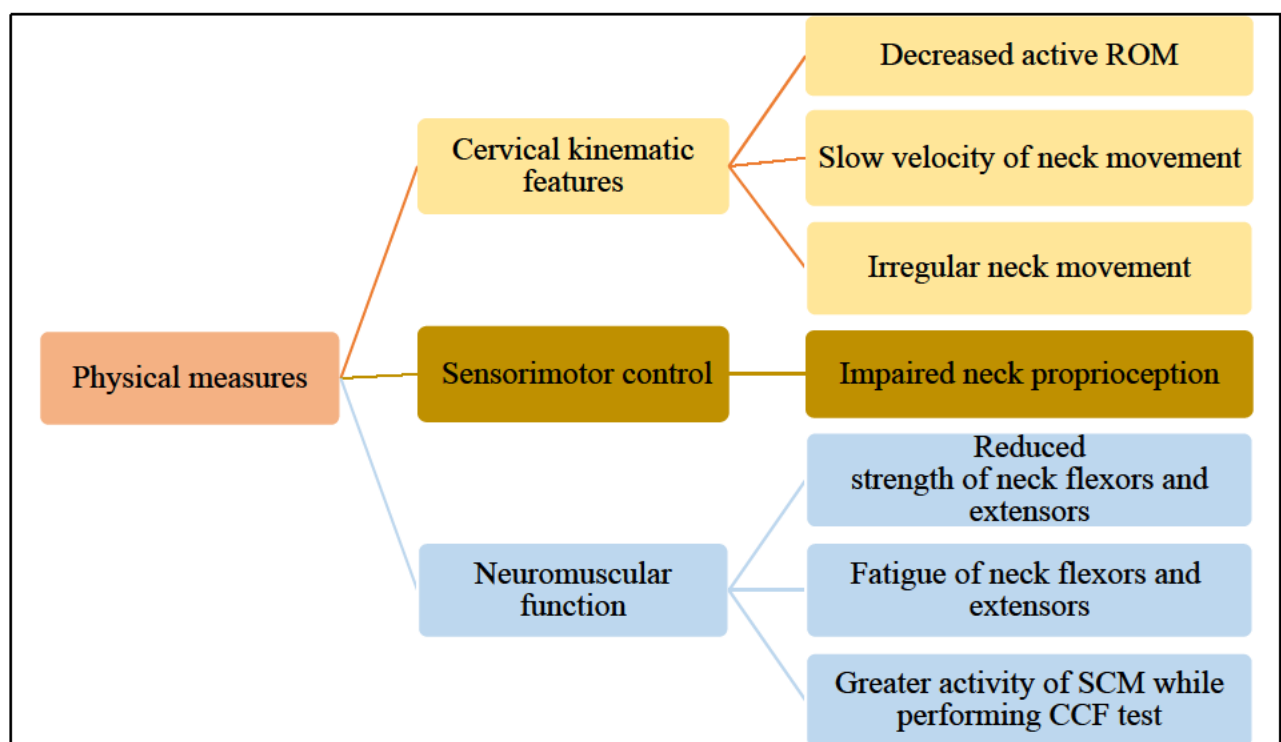 Physical measures
Cervical kinematic
features
Decreased active ROM
Slow velocity of neck movement
Irregular neck movement
Sensorimotor control
Impaired neck proprioception
Neuromuscular
function
Reduced
strength of neck flexors and
extensors
Fatigue of neck flexors and
extensors
Greater activity of SCM while
performing CCF test